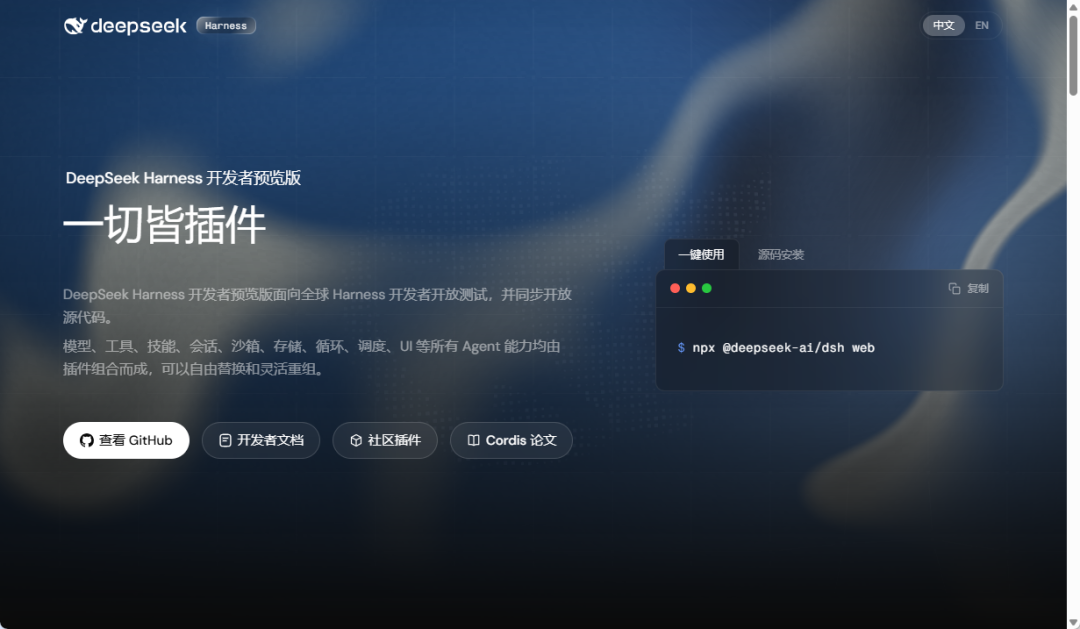 deepseek Harness
中文 EN
DeepSeek Harness 开发者预览版
一切皆插件
DeepSeek Harness 开发者预览版面向全球 Harness 开发者开放测试，并同步开放
源代码。
模型、工具、技能、会话、沙箱、存储、循环、调度、UI 等所有 Agent 能力均由
插件组合而成，可以自由替换和灵活重组。
查看 GitHub
开发者文档
社区插件
Cordis 论文
一键使用 源码安装
复制
$ npx @deepseek-ai/dsh web